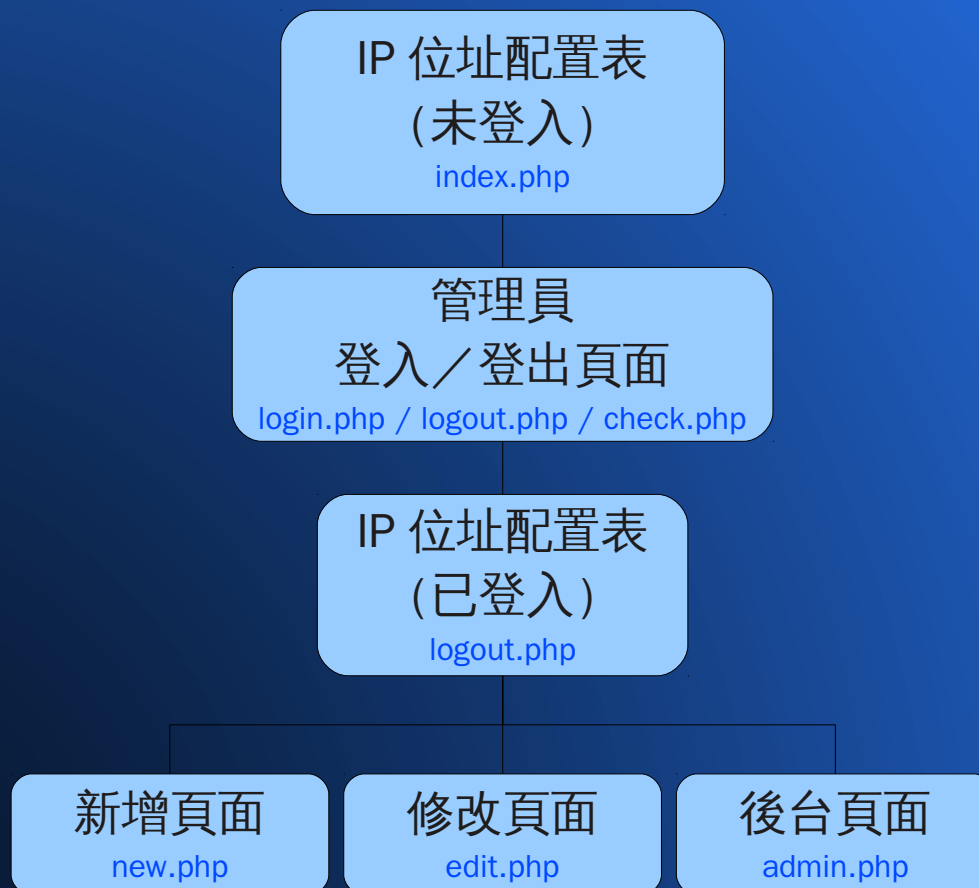 IP 位址配置表
（未登入）
index.php
管理員
登入／登出頁面
login.php / logout.php / check.php
IP 位址配置表
（已登入）
logout.php
新增頁面
new.php
修改頁面
edit.php
後台頁面
admin.php